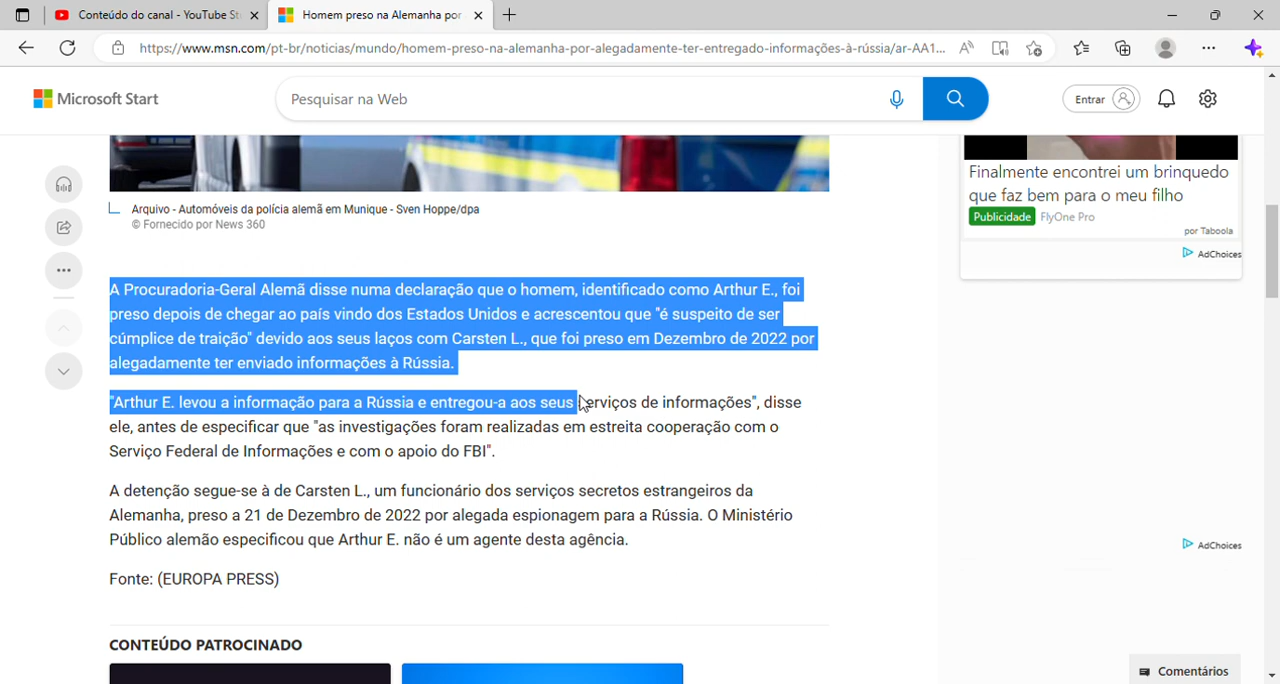 Conteúdo do canal - YouTube St
Homem preso na Alemanha por
https://www.msn.com/pt-br/noticias/mundo/homem-preso-na-alemanha-por-alegadamente-ter-entregado-informações-à-rússia/ar-AA1...
Microsoft Start
Pesquisar na Web
Entrar
Finalmente encontrei um brinquedo
que faz bem para o meu filho
Publicidade FlyOne Pro
por Taboola
AdChoices
Arquivo - Automóveis da polícia alemã em Munique - Sven Hoppe/dpa
© Fornecido por News 360
A Procuradoria-Geral Alemã disse numa declaração que o homem, identificado como Arthur E., foi
preso depois de chegar ao país vindo dos Estados Unidos e acrescentou que "é suspeito de ser
cúmplice de traição" devido aos seus laços com Carsten L., que foi preso em Dezembro de 2022 por
alegadamente ter enviado informações à Rússia.
"Arthur E. levou a informação para a Rússia e entregou-a aos seus serviços de informações", disse
ele, antes de especificar que "as investigações foram realizadas em estreita cooperação com o
Serviço Federal de Informações e com o apoio do FBI".
A detenção segue-se à de Carsten L., um funcionário dos serviços secretos estrangeiros da
Alemanha, preso a 21 de Dezembro de 2022 por alegada espionagem para a Rússia. O Ministério
Público alemão especificou que Arthur E. não é um agente desta agência.
AdChoices
Fonte: (EUROPA PRESS)
CONTEÚDO PATROCINADO
Comentários